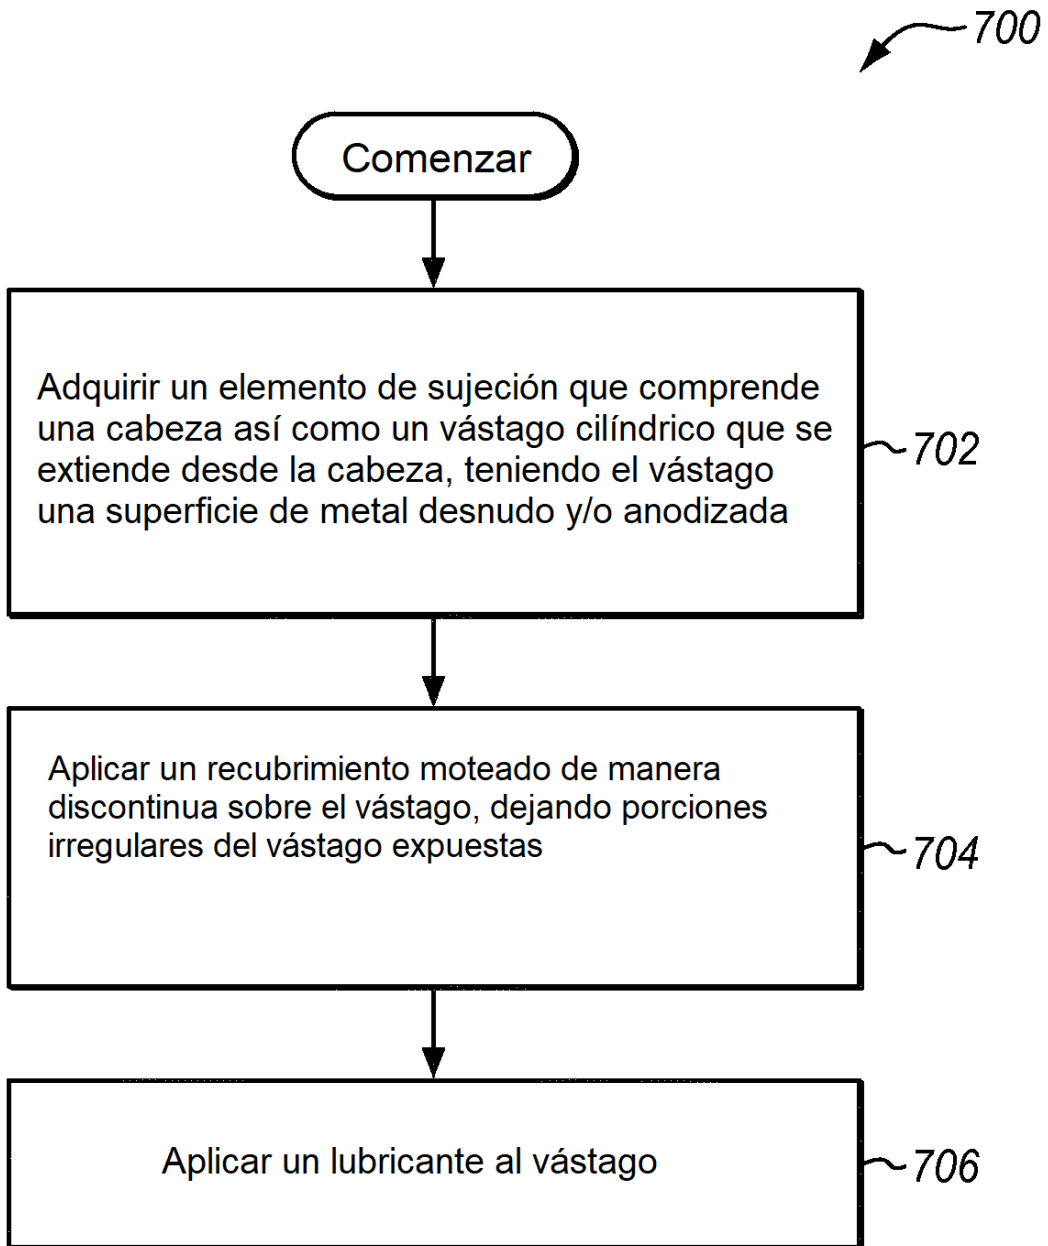 700
Comenzar
Adquirir un elemento de sujeción que comprende
una cabeza así como un vástago cilíndrico que se
extiende desde la cabeza, teniendo el vástago
una superficie de metal desnudo y/o anodizada
702
Aplicar un recubrimiento moteado de manera
discontinua sobre el vástago, dejando porciones
irregulares del vástago expuestas
704
Aplicar un lubricante al vástago
706